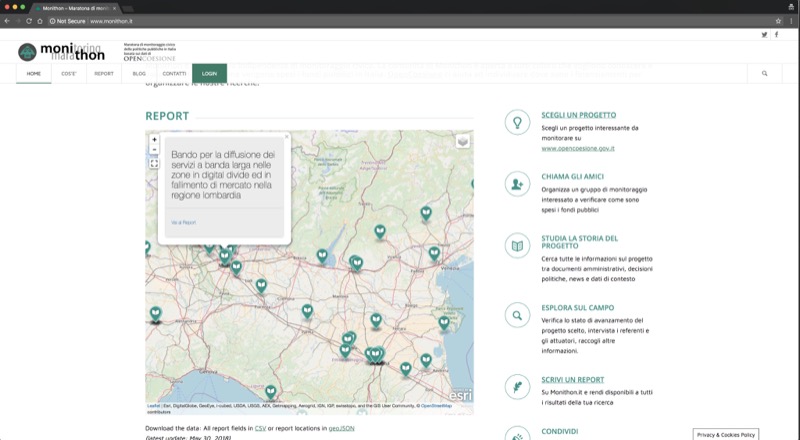 Monithon – Maratona di monit
Not Secure | www.monithon.it
monitoring
marathon
Maratona di monitoraggio civico
delle politiche pubbliche in Italia
basata sui dati di
OPENCOESIONE
HOME
COS'E'
REPORT
BLOG
CONTATTI
LOGIN
organizzare le nostre ricerche!
REPORT
+
-
Bando per la diffusione dei
servizi a banda larga nelle
zone in digital divide ed in
fallimento di mercato nella
regione lombardia
Vai al Report
×
esri
Leaflet | Esri, DigitalGlobe, GeoEye, i-cubed, USDA, USGS, AEX, Getmapping, Aerogrid, IGN, IGP, swisstopo, and the GIS User Community, © OpenStreetMap
contributors
Download the data: All report fields in CSV or report locations in geoJSON
(latest update, May 30, 2018)
SCEGLI UN PROGETTO
Scegli un progetto interessante da
monitorare su
www.opencoesione.gov.it
CHIAMA GLI AMICI
Organizza un gruppo di monitoraggio
interessato a verificare come sono
spesi i fondi pubblici
STUDIA LA STORIA DEL
PROGETTO
Cerca tutte le informazioni sul progetto
tra documenti amministrativi, decisioni
politiche, news e dati di contesto
ESPLORA SUL CAMPO
Verifica lo stato di avanzamento del
progetto scelto, intervista i referenti e
gli attuatori, raccogli altre
informazioni.
SCRIVI UN REPORT
Su Monithon.it e rendi disponibili a tutti
i risultati della tua ricerca
CONDIVIDI
Privacy & Cookies Policy